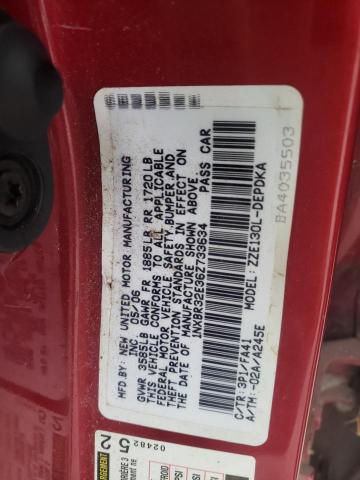 MFD BY: NEW UNITED MOTOR MANUFACTURING
INC 05/06
GVWR 3585LB GAWR FR 1885LB RR 1720LB
THIS VEHICLE CONFORMS TO ALL APPLICABLE
FEDERAL MOTOR VEHICLE SAFETY,BUMPER,AND
THEFT PREVENTION STANDARDS IN EFFECT ON
DATE OF MANUFACTURE SHOWN ABOVE.
1NXBR32E36Z733634 PASS CAR
MODEL: ZZE130L-DEPDKA
C/TR: 3P1/FA41
A/TM: -02A/A245E
BA4035503
02482